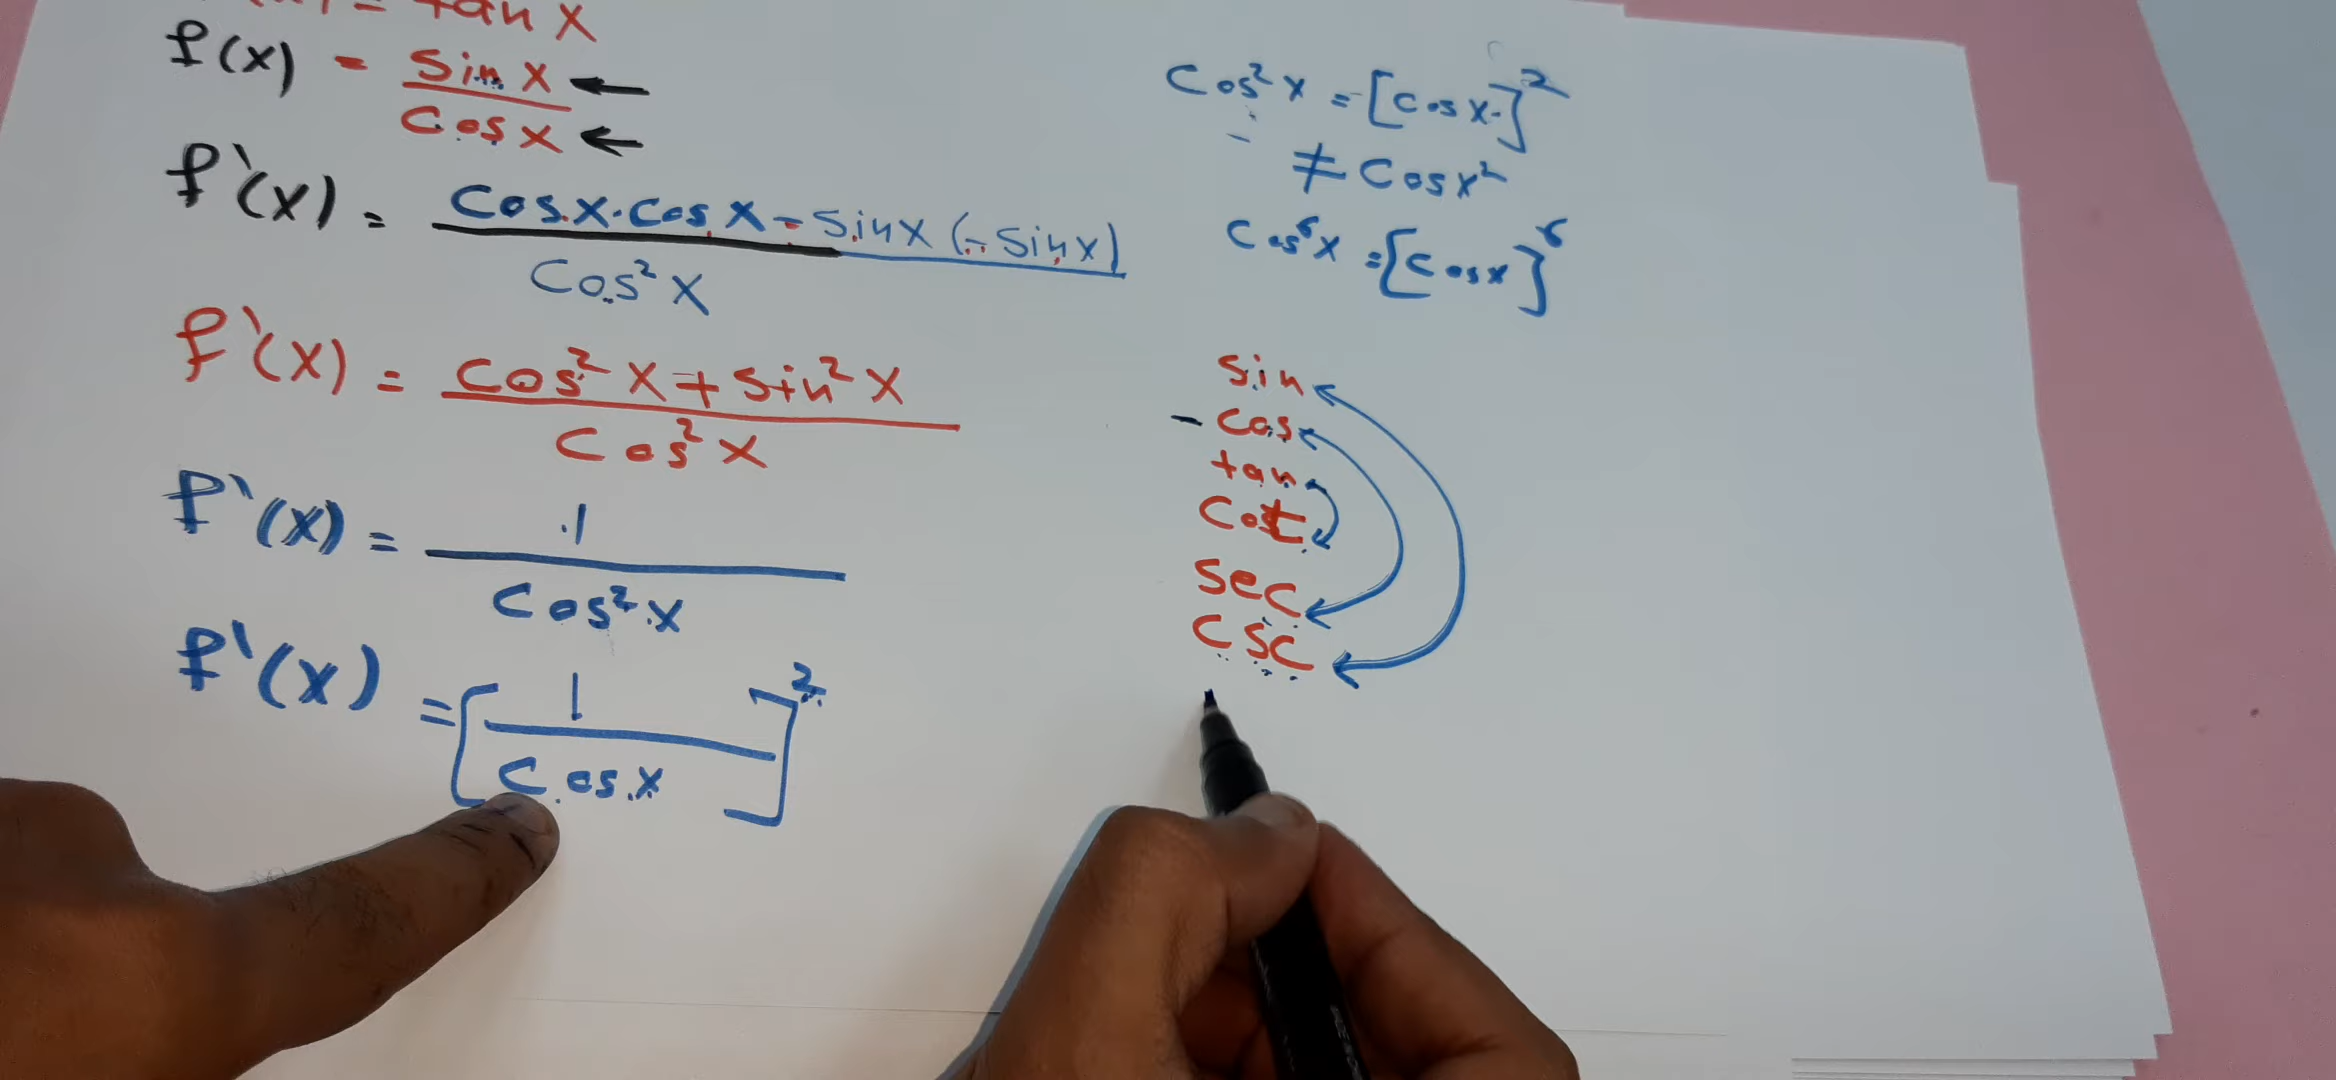 = tan x
f(x) = sin x / cos x
f'(x) = cos x · cos x - sin x (- sin x) / cos² x
f'(x) = cos² x + sin² x / cos² x
f'(x) = 1 / cos² x
f'(x) = [1 / cos x]²
cos² x = [cos x]²
≠ cos x²
cos⁶ x = [cos x]⁶
sin
- cos
tan
cot
sec
csc